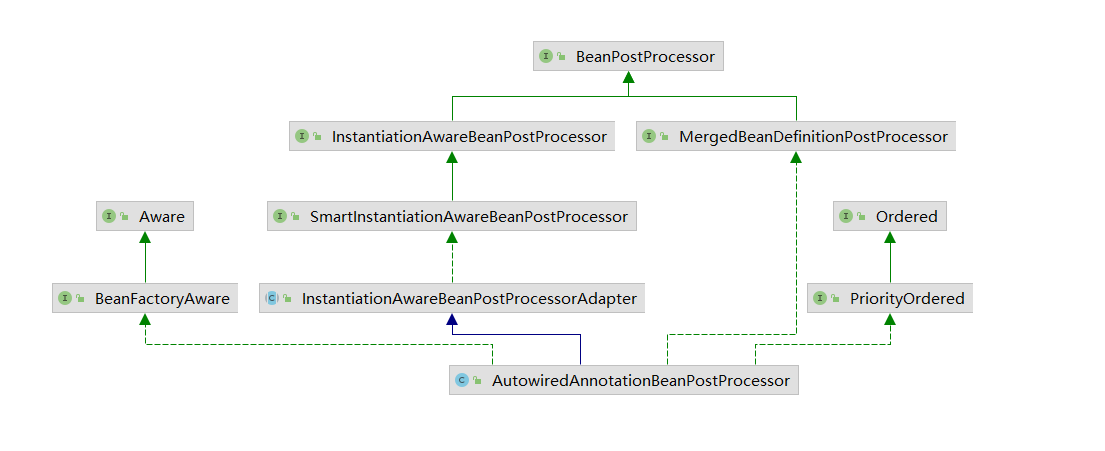 I BeanPostProcessor
I InstantiationAwareBeanPostProcessor
I MergedBeanDefinitionPostProcessor
I Aware
I SmartInstantiationAwareBeanPostProcessor
I Ordered
I BeanFactoryAware
C InstantiationAwareBeanPostProcessorAdapter
I PriorityOrdered
C AutowiredAnnotationBeanPostProcessor